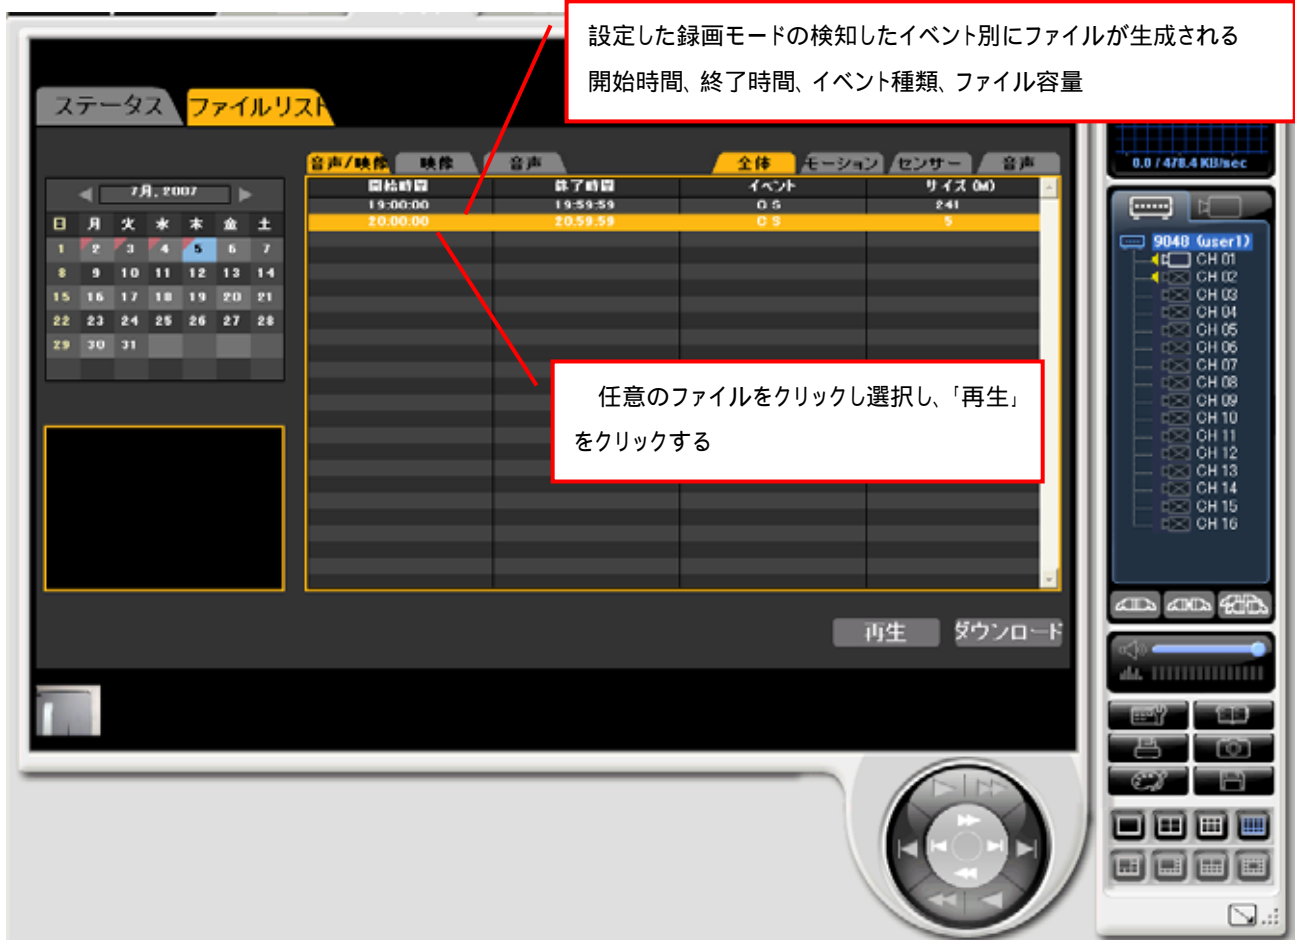 設定した録画モードの検知したイベント別にファイルが生成される
開始時間、終了時間、イベント種類、ファイル容量
ステータス ファイルリスト
音声/映像 映像 音声 全体 モーション センサー 音声
0.0 / 478.4 KB/sec
7月, 2007
開始時間 終了時間 イベント サイズ (M)
19:00:00 19:59:59 241
20:00:00 20:59:59 5
日 月 火 水 木 金 土
1 2 3 4 5 6 7
8 9 10 11 12 13 14
15 16 17 18 19 20 21
22 23 24 25 26 27 28
29 30 31
任意のファイルをクリックし選択し、「再生」
をクリックする
再生 ダウンロード
9048 (user1)
CH 01
CH 02
CH 03
CH 04
CH 05
CH 06
CH 07
CH 08
CH 09
CH 10
CH 11
CH 12
CH 13
CH 14
CH 15
CH 16